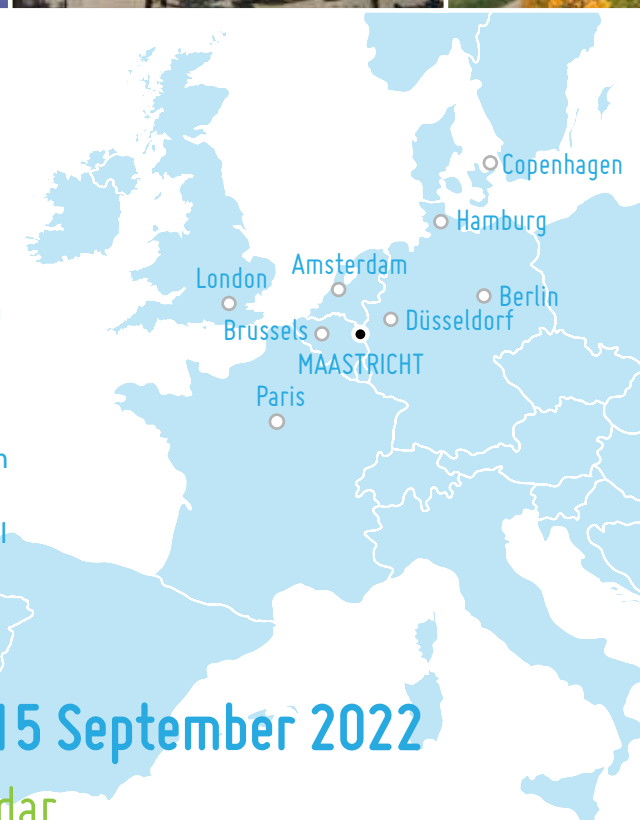 Copenhagen
Hamburg
Amsterdam
London
Berlin
Düsseldorf
Brussels
MAASTRICHT
Paris
15 September 2022